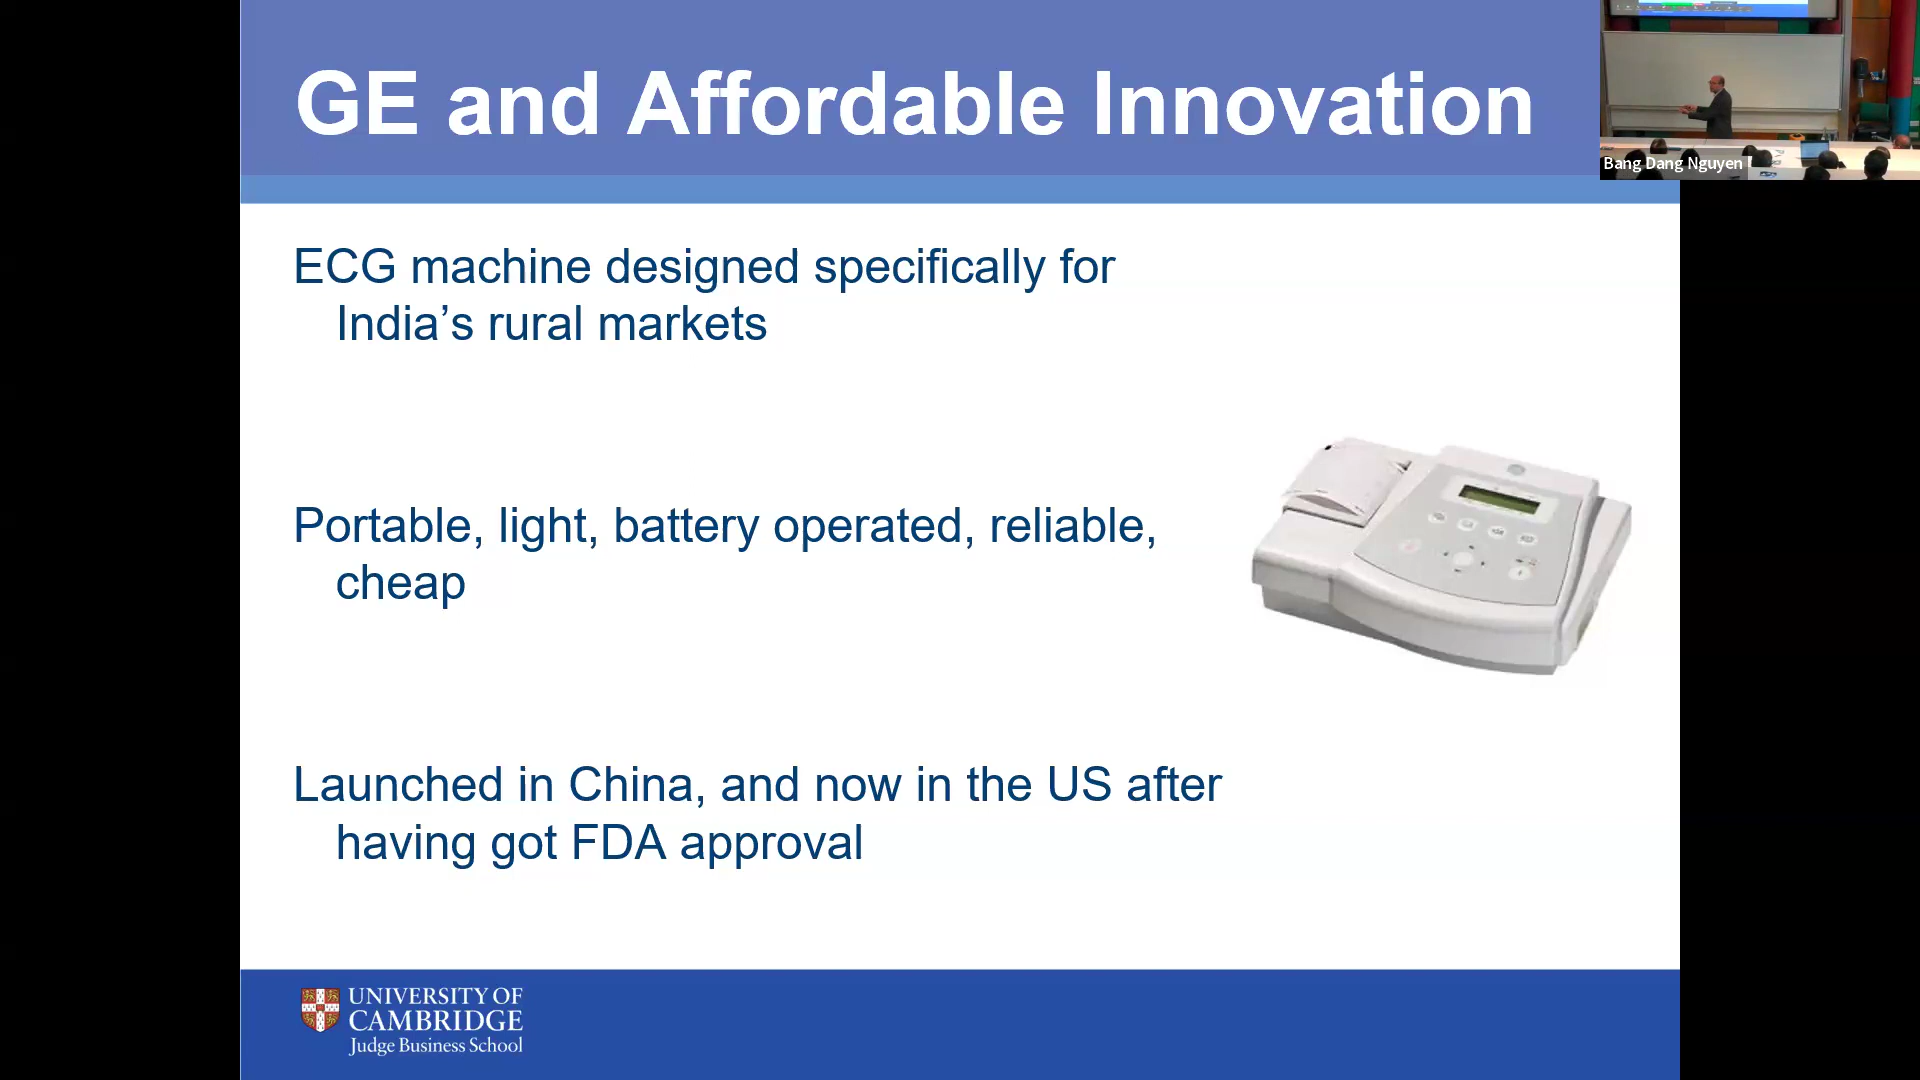 GE and Affordable Innovation
Bang Dang Nguyen
ECG machine designed specifically for
India’s rural markets
Portable, light, battery operated, reliable,
cheap
Launched in China, and now in the US after
having got FDA approval
UNIVERSITY OF
CAMBRIDGE
Judge Business School